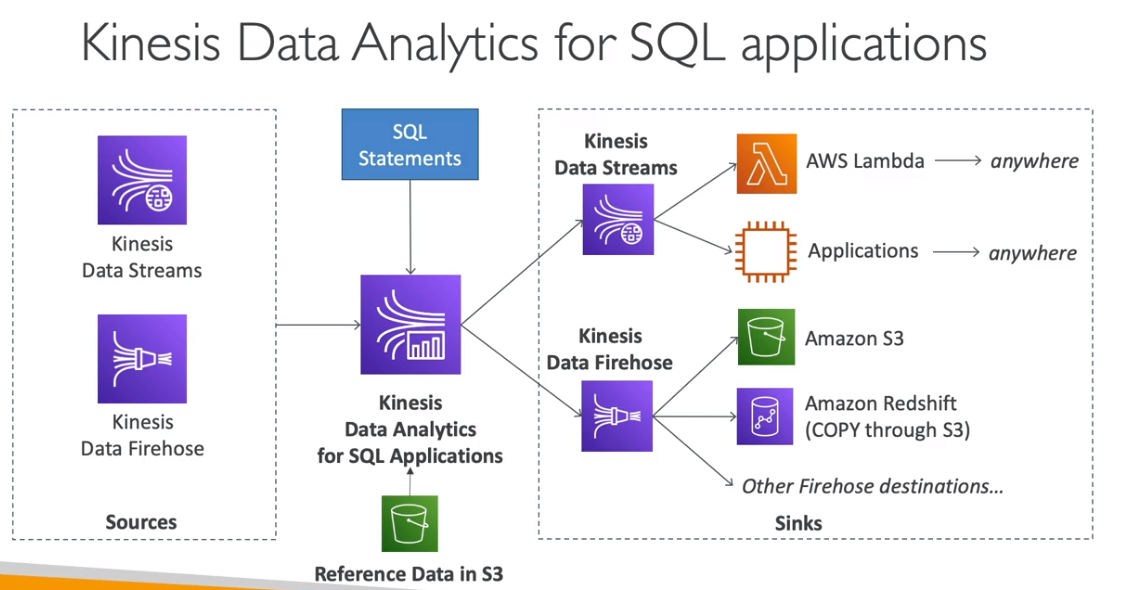 Kinesis Data Analytics for SQL applications
Kinesis
Data Streams
Kinesis
Data Firehose
Sources
SQL
Statements
Kinesis
Data Analytics
for SQL Applications
Reference Data in S3
Kinesis
Data Streams
AWS Lambda
anywhere
Applications
anywhere
Kinesis
Data Firehose
Amazon S3
Amazon Redshift
(COPY through S3)
Other Firehose destinations...
Sinks